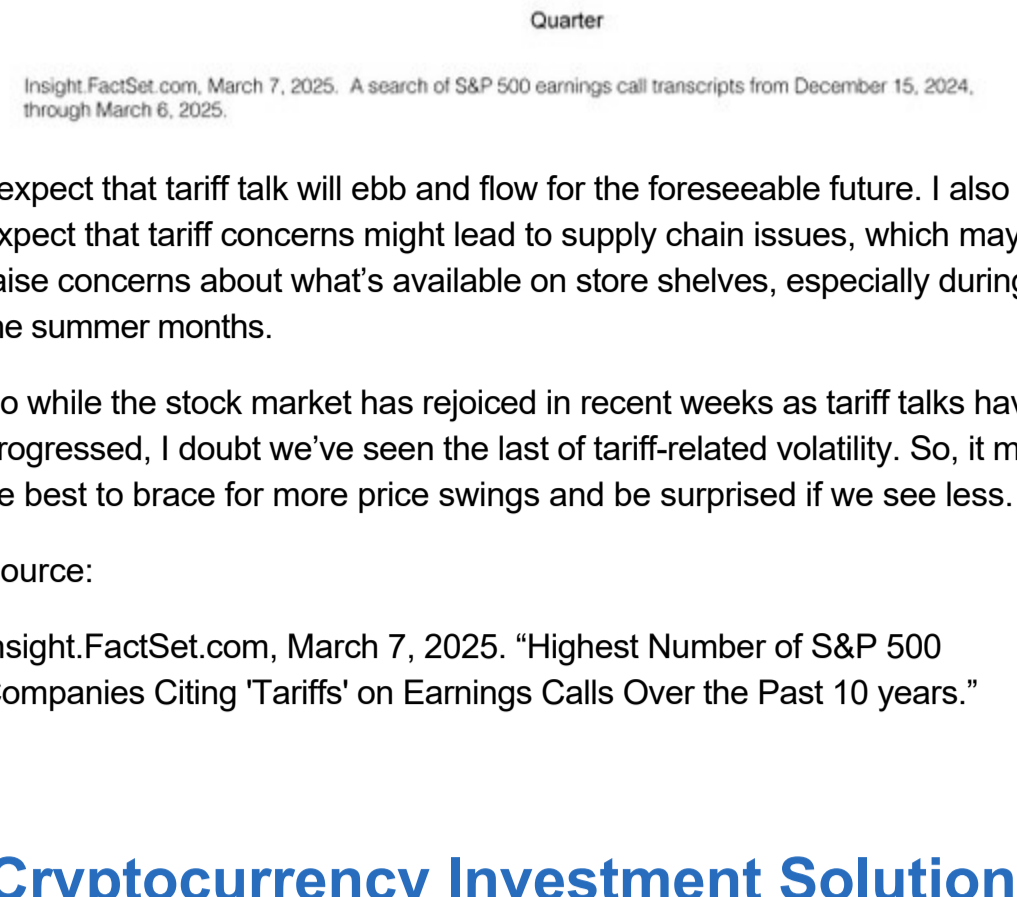 Quarter
Insight.FactSet.com, March 7, 2025. A search of S&P 500 earnings call transcripts from December 15, 2024,
through March 6, 2025.
expect that tariff talk will ebb and flow for the foreseeable future. I also
xpect that tariff concerns might lead to supply chain issues, which may
aise concerns about what's available on store shelves, especially during
he summer months.
o while the stock market has rejoiced in recent weeks as tariff talks hav
rogressed, I doubt we've seen the last of tariff-related volatility. So, it m
e best to brace for more price swings and be surprised if we see less.
ource:
nsight.FactSet.com, March 7, 2025. “Highest Number of S&P 500
Companies Citing 'Tariffs' on Earnings Calls Over the Past 10 years.”
Cryptocurrency Investment Solution